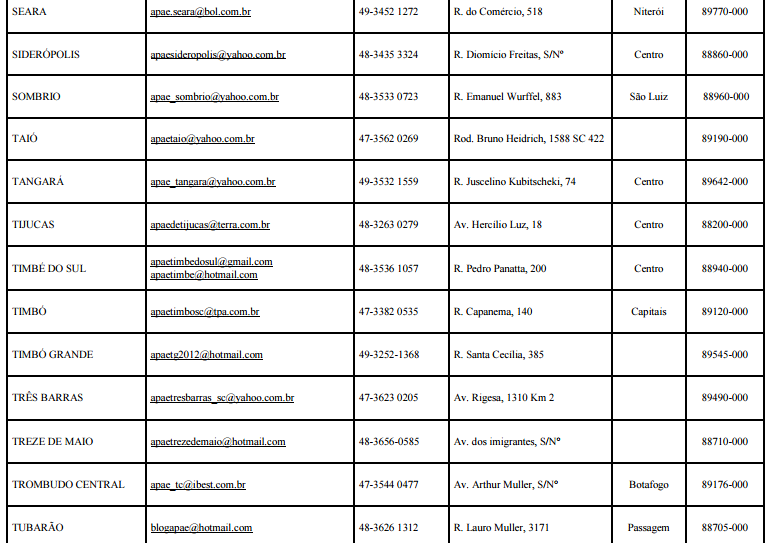 SEARA apae.seara@bol.com.br 49-3452 1272 R. do Comércio, 518 Niterói 89770-000
SIDERÓPOLIS apaesideropolis@yahoo.com.br 48-3435 3324 R. Diomício Freitas, S/Nº Centro 88860-000
SOMBRIO apae_sombrio@yahoo.com.br 48-3533 0723 R. Emanuel Wurffel, 883 São Luiz 88960-000
TAIÓ apaetaio@yahoo.com.br 47-3562 0269 Rod. Bruno Heidrich, 1588 SC 422 89190-000
TANGARÁ apae_tangara@yahoo.com.br 49-3532 1559 R. Juscelino Kubitscheki, 74 Centro 89642-000
TIJUCAS apaedetijucas@terra.com.br 48-3263 0279 Av. Hercílio Luz, 18 Centro 88200-000
TIMBÉ DO SUL apaetimbedosul@gmail.com 48-3536 1057 R. Pedro Panatta, 200 Centro 88940-000
apaetimbe@hotmail.com
TIMBÓ apaetimbosc@tpa.com.br 47-3382 0535 R. Capanema, 140 Capitais 89120-000
TIMBÓ GRANDE apaetg2012@hotmail.com 49-3252-1368 R. Santa Cecília, 385 89545-000
TRÊS BARRAS apaetresbarras_sc@yahoo.com.br 47-3623 0205 Av. Rigesa, 1310 Km 2 89490-000
TREZE DE MAIO apaetrezedemaio@hotmail.com 48-3656-0585 Av. dos imigrantes, S/Nº 88710-000
TROMBUDO CENTRAL apae_tc@ibest.com.br 47-3544 0477 Av. Arthur Muller, S/Nº Botafogo 89176-000
TUBARÃO blogapae@hotmail.com 48-3626 1312 R. Lauro Muller, 3171 Passagem 88705-000